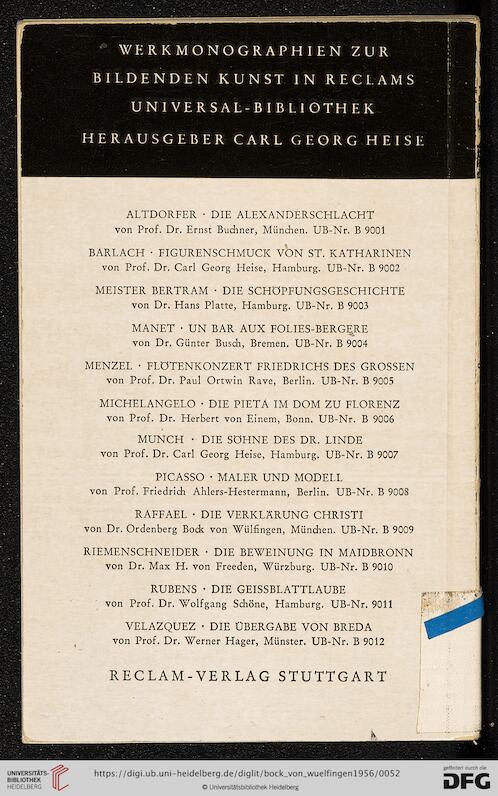 WERKMONOGRAPHIEN ZUR
BILDENDEN KUNST IN RECLAMS
UNIVERSAL-BIBLIOTHEK
HERAUSGEBER CARL GEORG HEISE
ALTDORFER · DIE ALEXANDERSCHLACHT
von Prof. Dr. Ernst Buchner, München. UB-Nr. B 9001
BARLACH · FIGURENSCHMUCK VON ST. KATHARINEN
von Prof. Dr. Carl Georg Heise, Hamburg. UB-Nr. B 9002
MEISTER BERTRAM · DIE SCHÖPFUNGSGESCHICHTE
von Dr. Hans Platte, Hamburg. UB-Nr. B 9003
MANET · UN BAR AUX FOLIES-BERGERE
von Dr. Günter Busch, Bremen. UB-Nr. B 9004
MENZEL · FLÖTENKONZERT FRIEDRICHS DES GROSSEN
von Prof. Dr. Paul Ortwin Rave, Berlin. UB-Nr. B 9005
MICHELANGELO · DIE PIETA IM DOM ZU FLORENZ
von Prof. Dr. Herbert von Einem, Bonn. UB-Nr. B 9006
MUNCH · DIE SÖHNE DES DR. LINDE
von Prof. Dr. Carl Georg Heise, Hamburg. UB-Nr. B 9007
PICASSO · MALER UND MODELL
von Prof. Friedrich Ahlers-Hestermann, Berlin. UB-Nr. B 9008
RAFFAEL · DIE VERKLÄRUNG CHRISTI
von Dr. Ordenberg Bock von Wülfingen, München. UB-Nr. B 9009
RIEMENSCHNEIDER · DIE BEWEINUNG IN MAIDBRONN
von Dr. Max H. von Freeden, Würzburg. UB-Nr. B 9010
RUBENS · DIE GEISSBLATTLAUBE
von Prof. Dr. Wolfgang Schöne, Hamburg. UB-Nr. 9011
VELAZQUEZ · DIE ÜBERGABE VON BREDA
von Prof. Dr. Werner Hager, Münster. UB-Nr. B 9012
RECLAM-VERLAG STUTTGART
UNIVERSITÄTS-
BIBLIOTHEK
HEIDELBERG
https://digi.ub.uni-heidelberg.de/diglit/bock_von_wuelfingen1956/0052
© Universitätsbibliothek Heidelberg
gefördert durch die
DFG